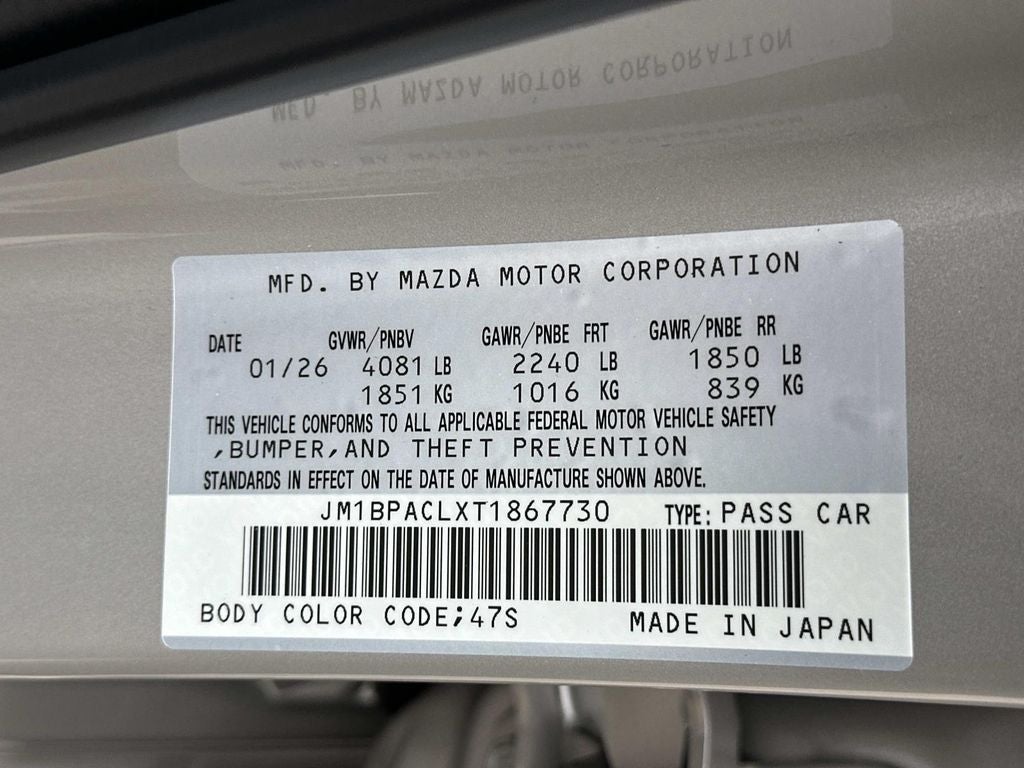 MFD. BY MAZDA MOTOR CORPORATION
DATE GVWR/PNBV GAWR/PNBE FRT GAWR/PNBE RR
01/26 4081 LB 2240 LB 1850 LB
1851 KG 1016 KG 839 KG
THIS VEHICLE CONFORMS TO ALL APPLICABLE FEDERAL MOTOR VEHICLE SAFETY
,BUMPER,AND THEFT PREVENTION
STANDARDS IN EFFECT ON THE DATE OF MANUFACTURE SHOWN ABOVE.
JM1BPACLXT1867730 TYPE: PASS CAR
BODY COLOR CODE;47S MADE IN JAPAN